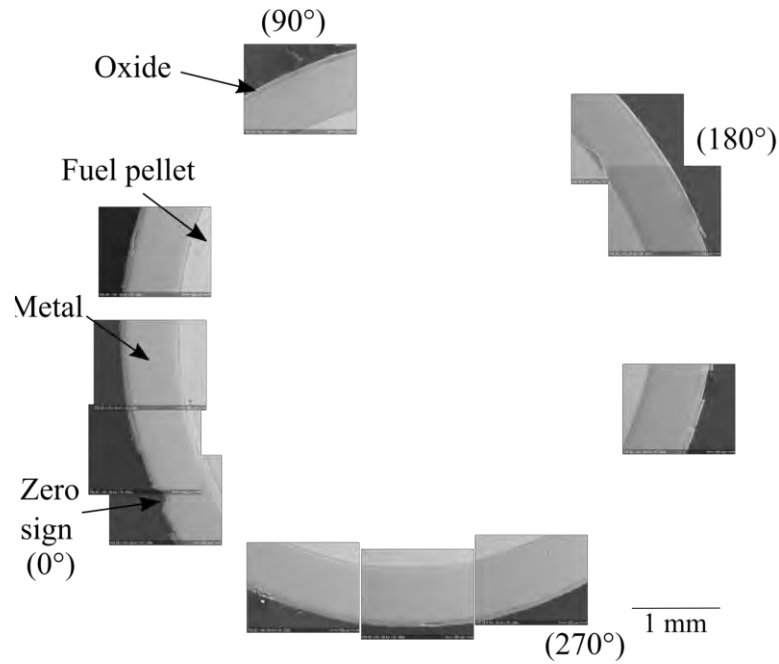 (90°)
Oxide
(180°)
Fuel pellet
Metal
Zero
sign
(0°)
1 mm
(270°)